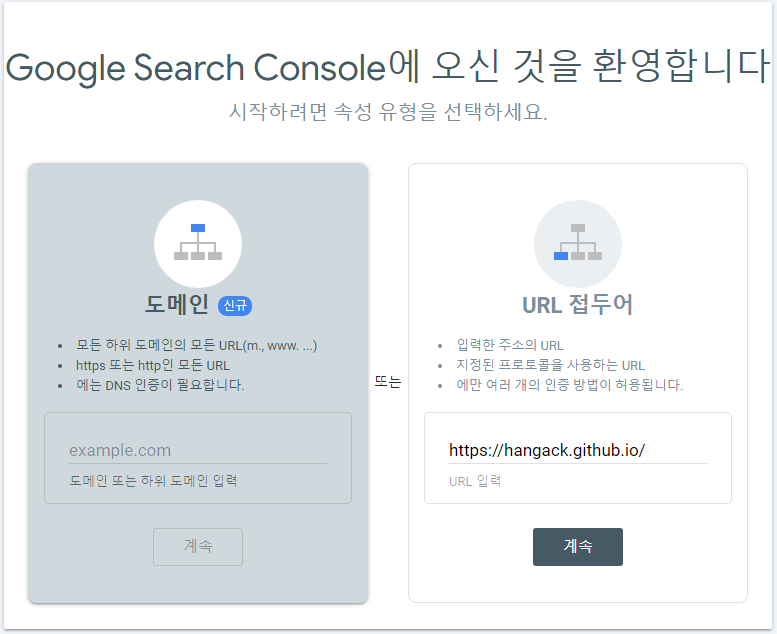 Google Search Console에 오신 것을 환영합니다
시작하려면 속성 유형을 선택하세요.
도메인 신규
모든 하위 도메인의 모든 URL(m., www. ...)
https 또는 http인 모든 URL
에는 DNS 인증이 필요합니다.
example.com
도메인 또는 하위 도메인 입력
계속
또는
URL 접두어
입력한 주소의 URL
지정된 프로토콜을 사용하는 URL
에만 여러 개의 인증 방법이 허용됩니다.
https://hangack.github.io/
URL 입력
계속